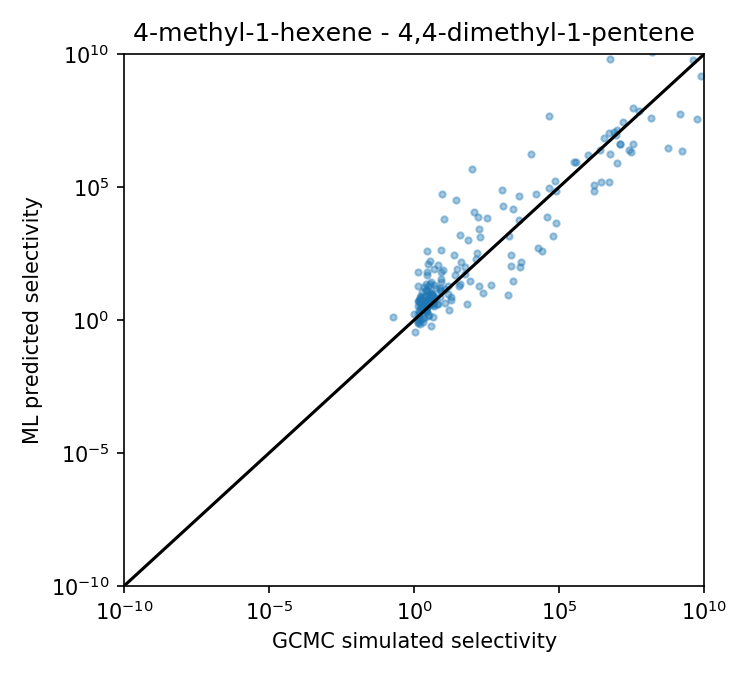 4-methyl-1-hexene - 4,4-dimethyl-1-pentene
ML predicted selectivity
10^10
10^5
10^0
10^−5
10^−10
10^−10 10^−5 10^0 10^5 10^10
GCMC simulated selectivity